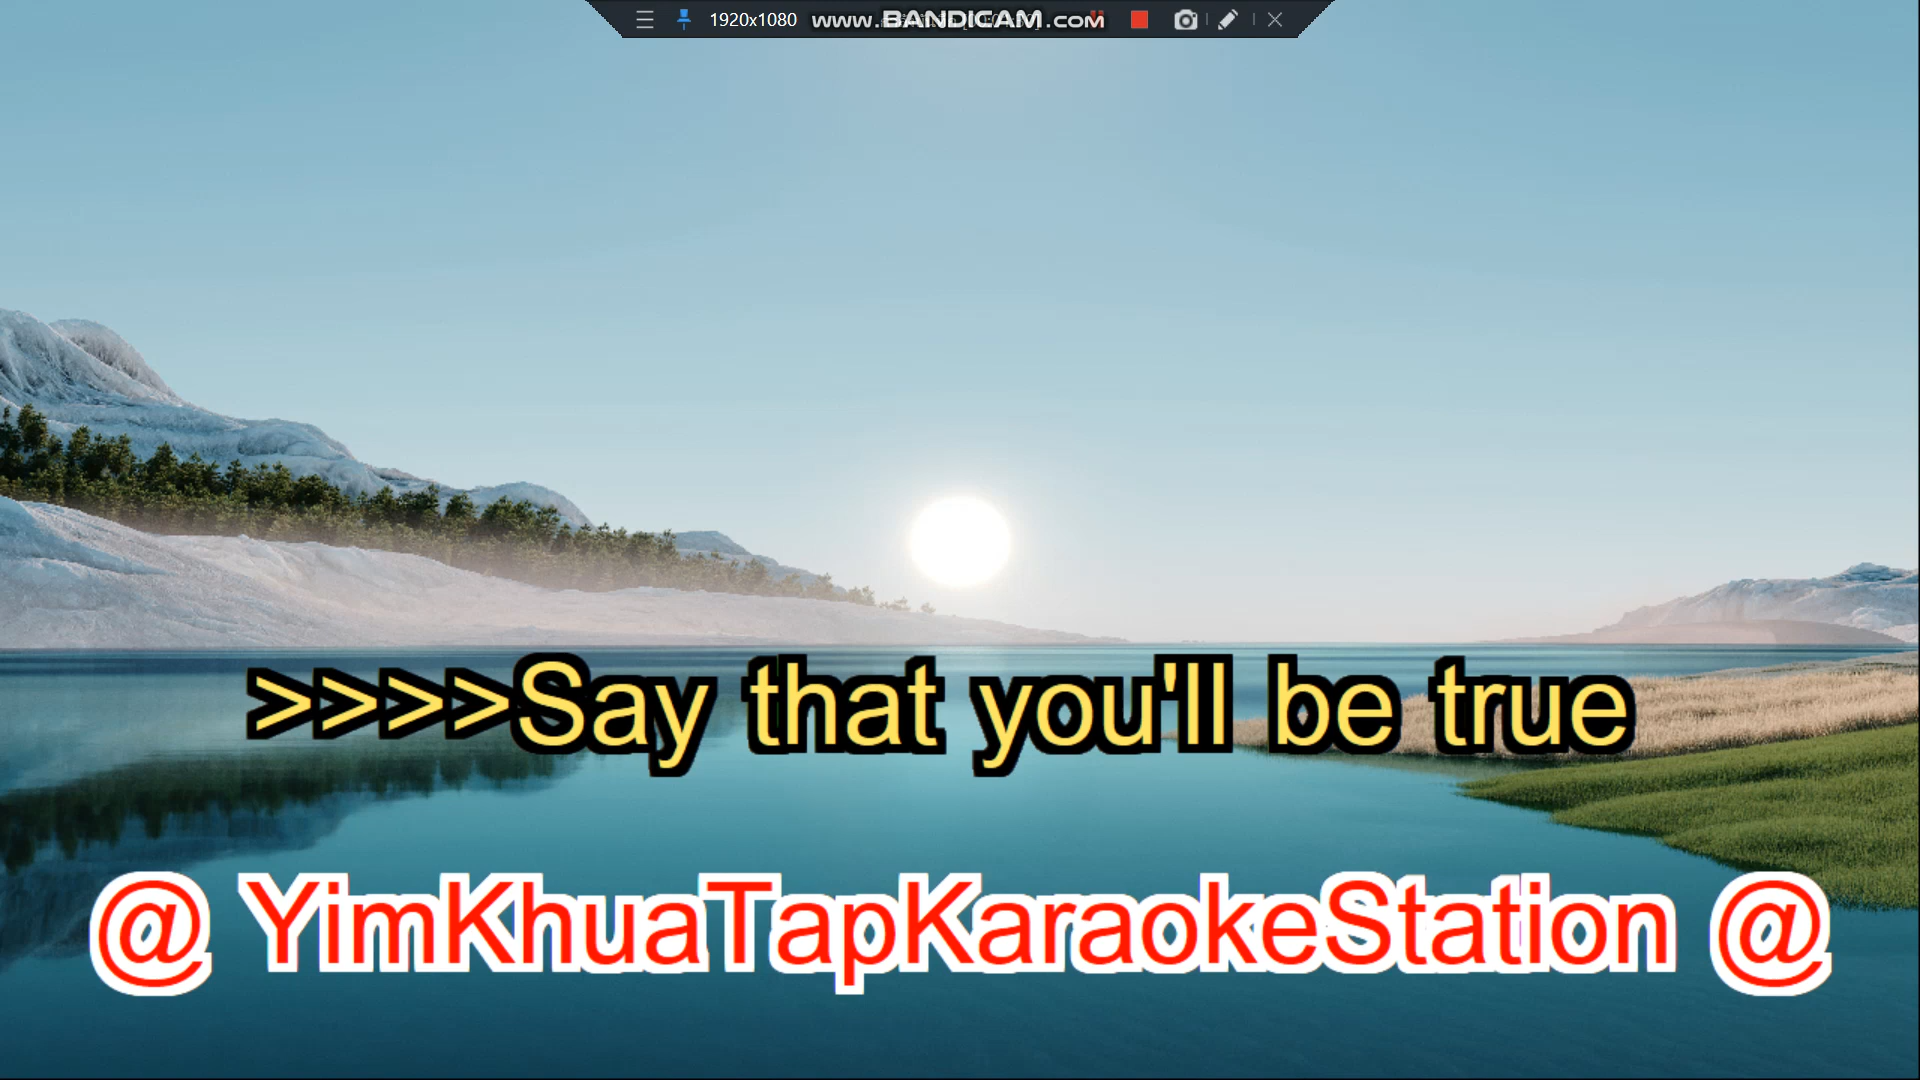 1920x1080 www.BANDICAM.com
>>>>Say that you'll be true
@ YimKhuaTapKaraokeStation @